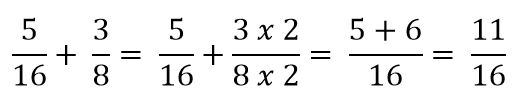 5/16 + 3/8 = 5/16 + 3 x 2/8 x 2 = 5 + 6/16 = 11/16